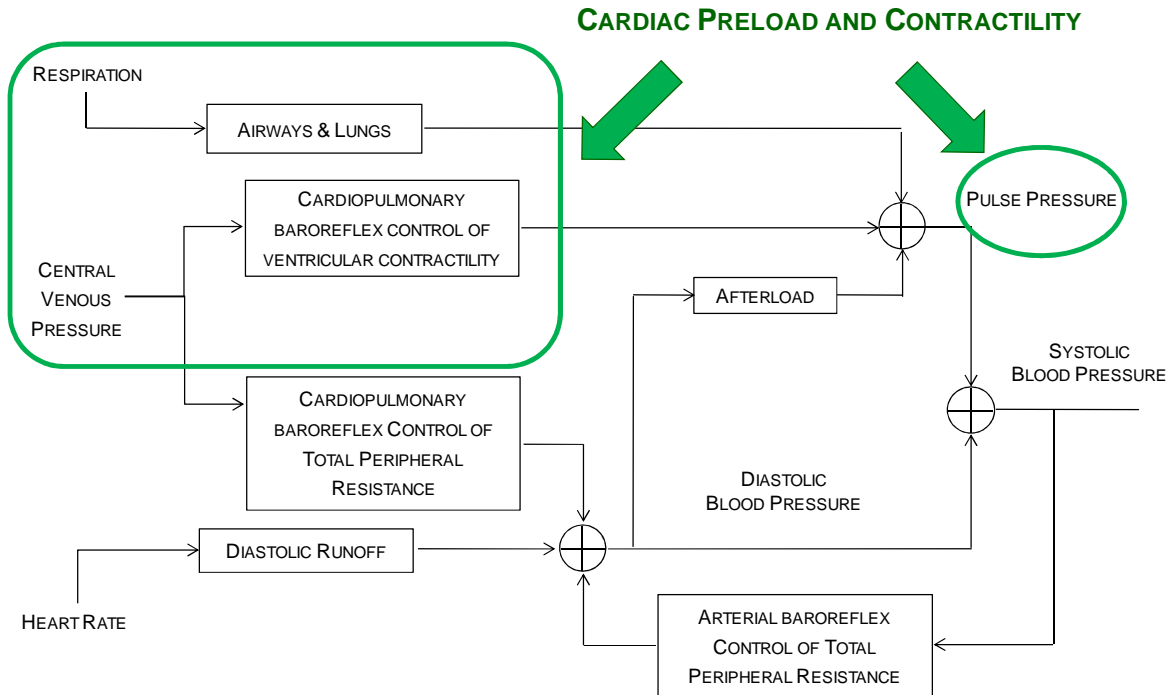 CARDIAC PRELOAD AND CONTRACTILITY
RESPIRATION
AIRWAYS & LUNGS
CARDIOPULMONARY
BAROREFLEX CONTROL OF
VENTRICULAR CONTRACTILITY
PULSE PRESSURE
CENTRAL
VENOUS
PRESSURE
AFTERLOAD
SYSTOLIC
BLOOD PRESSURE
CARDIOPULMONARY
BAROREFLEX CONTROL OF
TOTAL PERIPHERAL
RESISTANCE
DIASTOLIC
BLOOD PRESSURE
DIASTOLIC RUNOFF
HEART RATE
ARTERIAL BAROREFLEX
CONTROL OF TOTAL
PERIPHERAL RESISTANCE